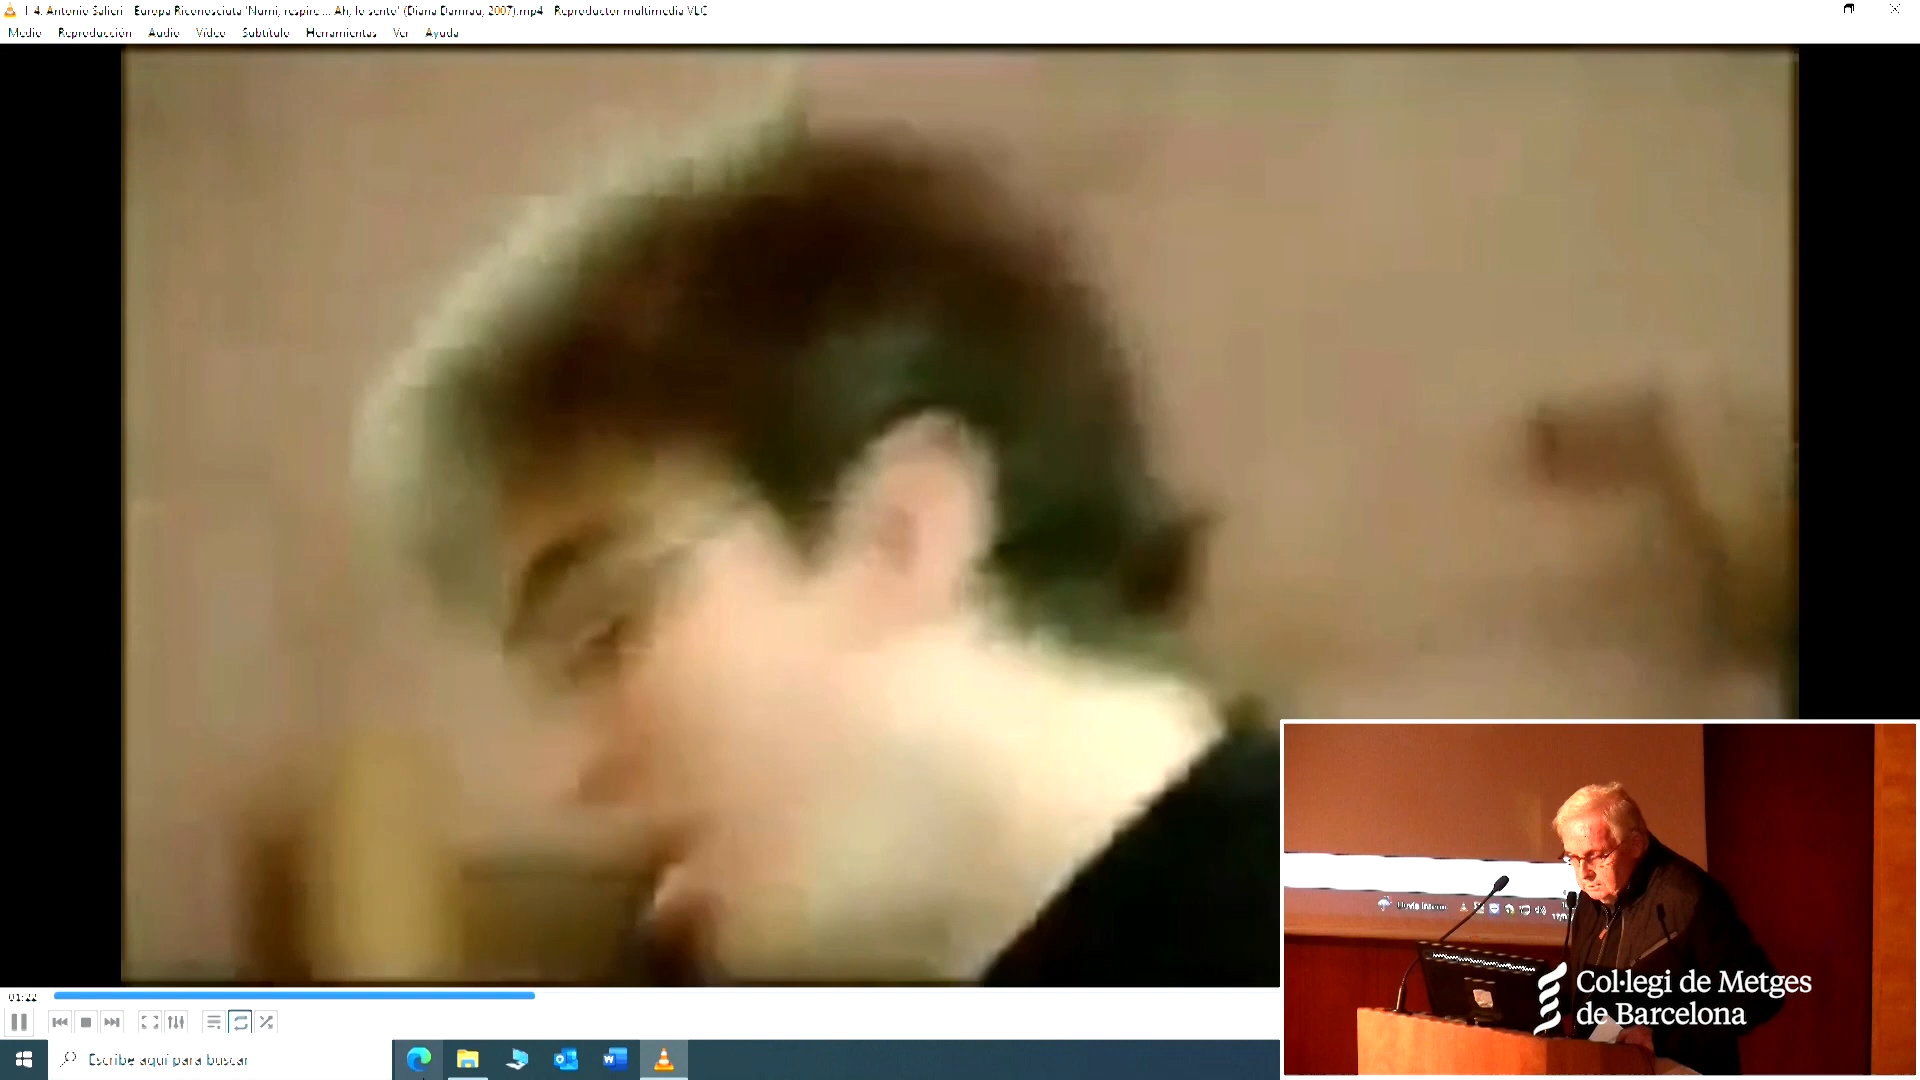 1-4. Antonio Salieri - Europa Riconosciuta 'Numi, respiro ... Ah, lo sento' (Diana Damrau, 2007).mp4 - Reproductor multimedia VLC
Medio Reproducción Audio Vídeo Subtítulo Herramientas Ver Ayuda
01:22
Escribe aquí para buscar
Lluvia
Col·legi de Metges
de Barcelona